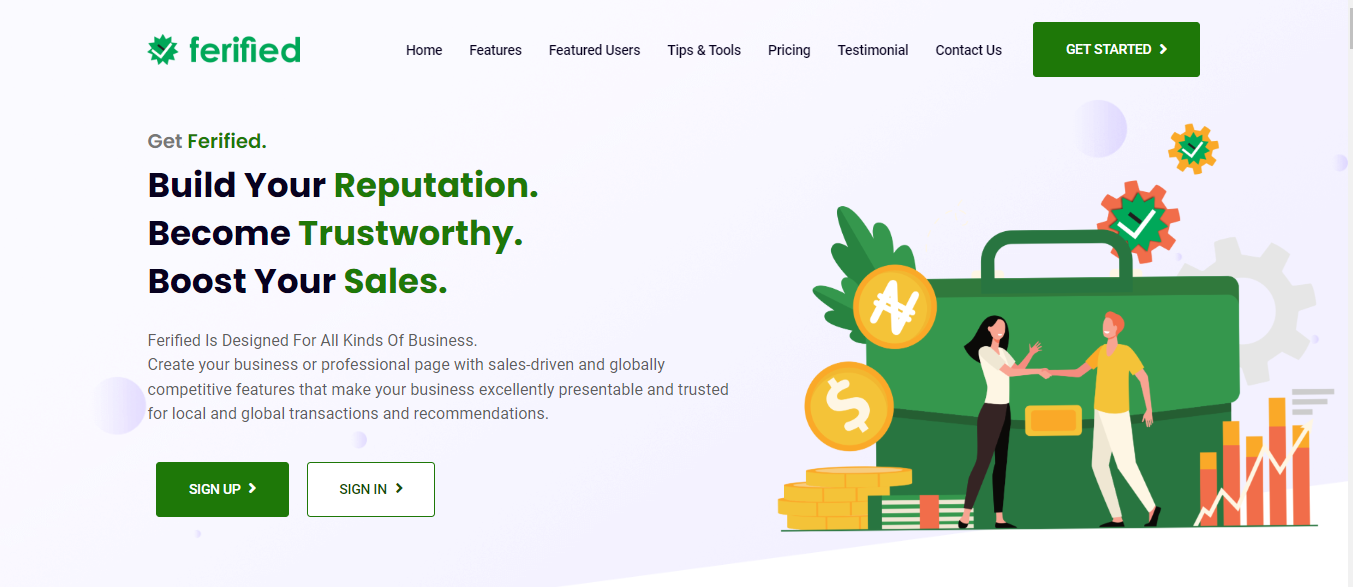 ferified
Home Features Featured Users Tips & Tools Pricing Testimonial Contact Us GET STARTED
Get Ferified.
Build Your Reputation.
Become Trustworthy.
Boost Your Sales.
Ferified Is Designed For All Kinds Of Business.
Create your business or professional page with sales-driven and globally
competitive features that make your business excellently presentable and trusted
for local and global transactions and recommendations.
SIGN UP SIGN IN
₦
$